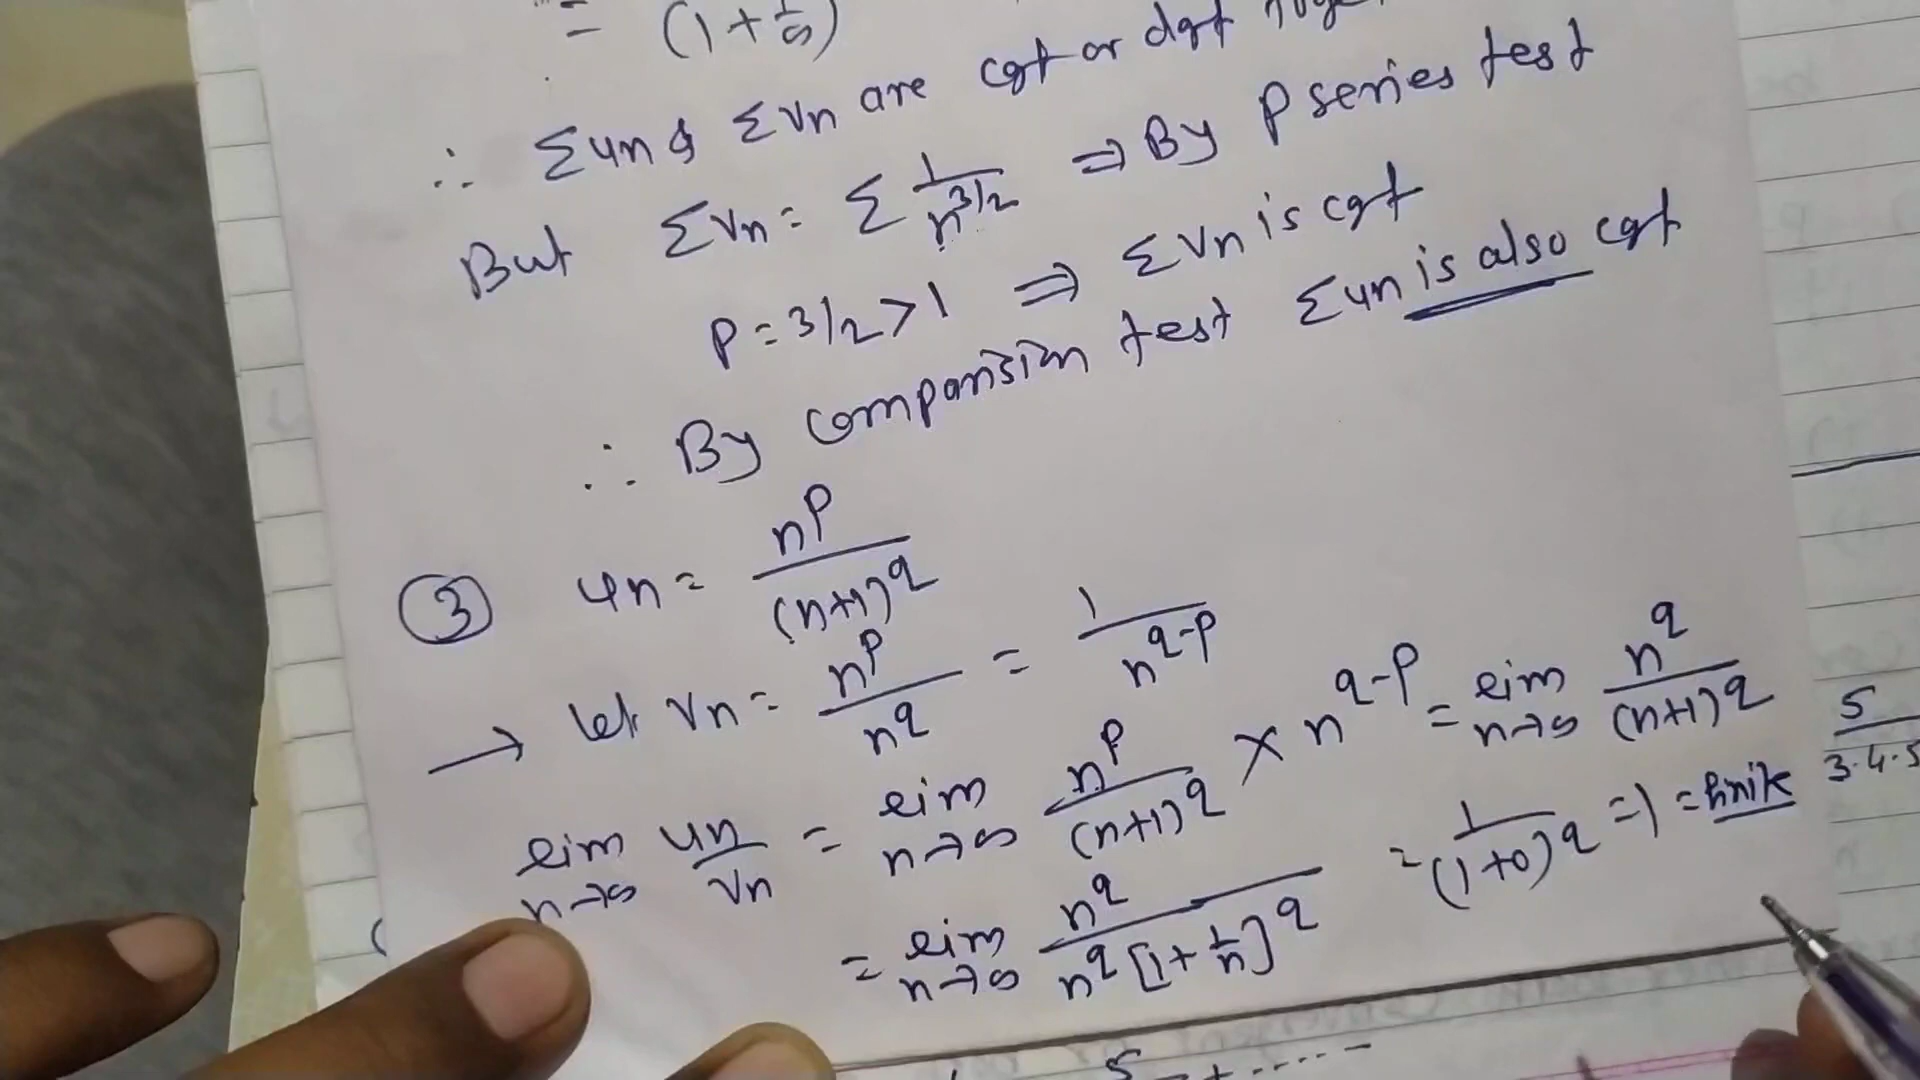 = (1+1/∞)
∴ Σun & Σvn are cgt or dgt
But Σvn = Σ 1/n^3/2 ⇒ By P series test
P = 3/2 > 1 ⇒ Σvn is cgt
∴ By comparision test Σun is also cgt
③ un = n^p/(n+1)^q
→ let vn = n^p/n^q = 1/n^q-p
lim n→∞ un/vn = lim n→∞ n^p/(n+1)^q × n^q-p = lim n→∞ n^q/(n+1)^q
= lim n→∞ n^q/n^q[1+1/n]^q = 1/(1+0)^q = 1 = finite
5/3.4.5
5 + ....